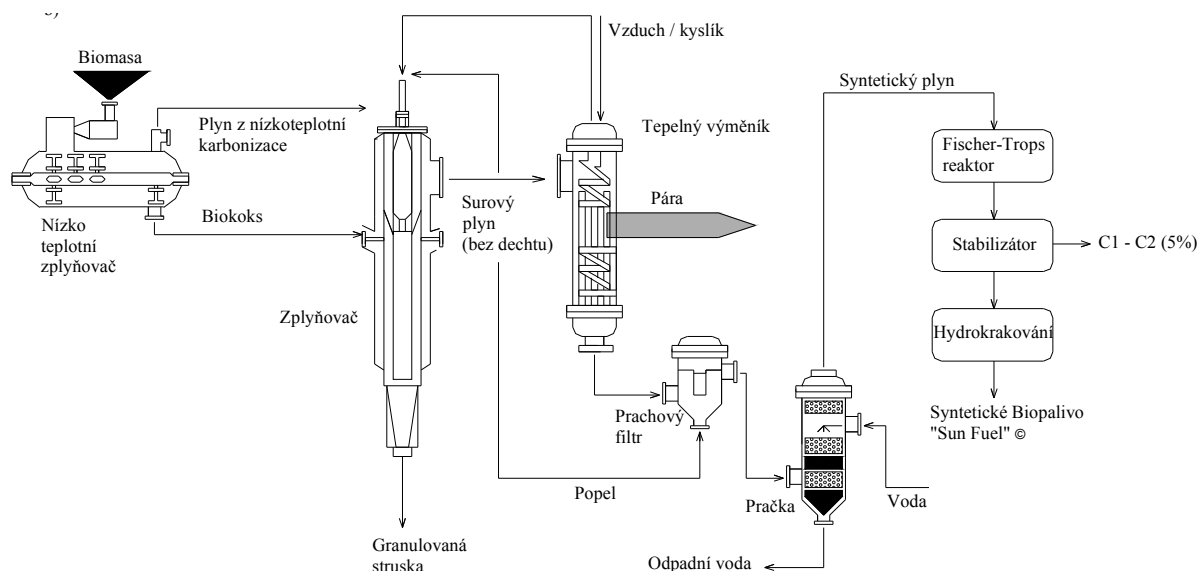 Biomasa
Plyn z nízkoteplotní
karbonizace
Biokoks
Nízko
teplotní
zplyňovač
Zplyňovač
Granulovaná
struska
Surový
plyn
(bez dechtu)
Vzduch / kyslík
Tepelný výměník
Pára
Prachový
filtr
Popel
Pračka
Voda
Odpadní voda
Syntetický plyn
Fischer-Trops
reaktor
Stabilizátor
C1 - C2 (5%)
Hydrokrakování
Syntetické Biopalivo
"Sun Fuel" ©